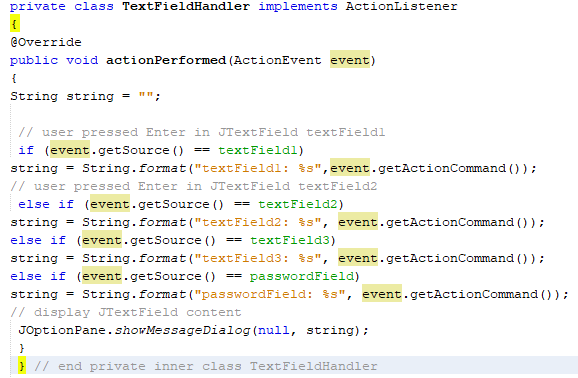 private class TextFieldHandler implements ActionListener
{
@Override
public void actionPerformed(ActionEvent event)
{
String string = "";
// user pressed Enter in JTextField textField1
if (event.getSource() == textField1)
string = String.format("textField1: %s",event.getActionCommand());
// user pressed Enter in JTextField textField2
else if (event.getSource() == textField2)
string = String.format("textField2: %s", event.getActionCommand());
else if (event.getSource() == textField3)
string = String.format("textField3: %s", event.getActionCommand());
else if (event.getSource() == passwordField)
string = String.format("passwordField: %s", event.getActionCommand());
// display JTextField content
JOptionPane.showMessageDialog(null, string);
}
} // end private inner class TextFieldHandler